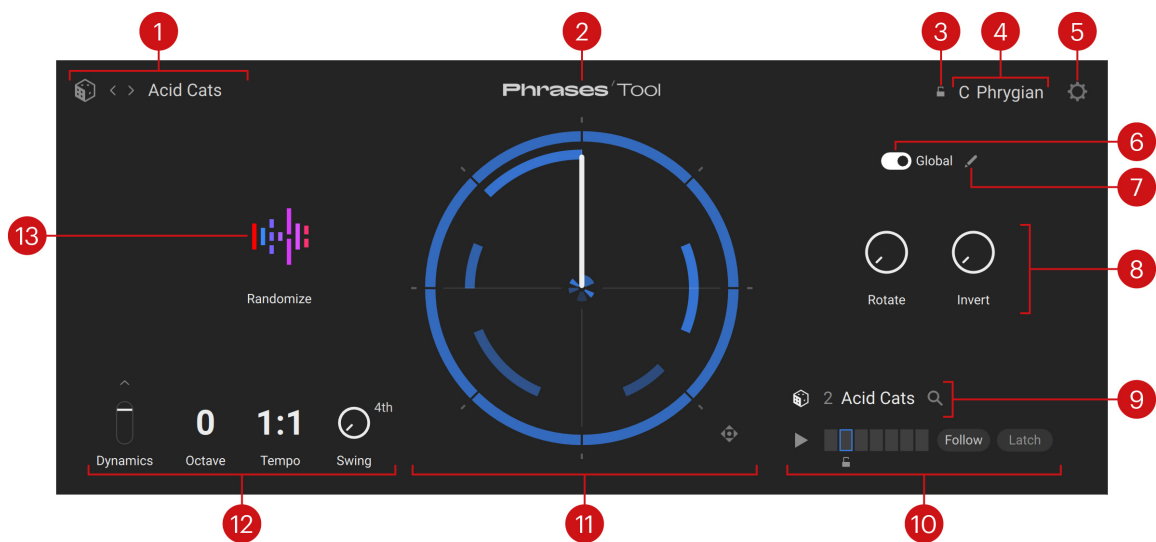 1
2
3
4
5
Acid Cats
Phrases'Tool
C Phrygian
6
Global
7
13
8
Randomize
Rotate
Invert
2 Acid Cats
9
0
1:1
4th
Follow
Latch
Dynamics
Octave
Tempo
Swing
12
11
10